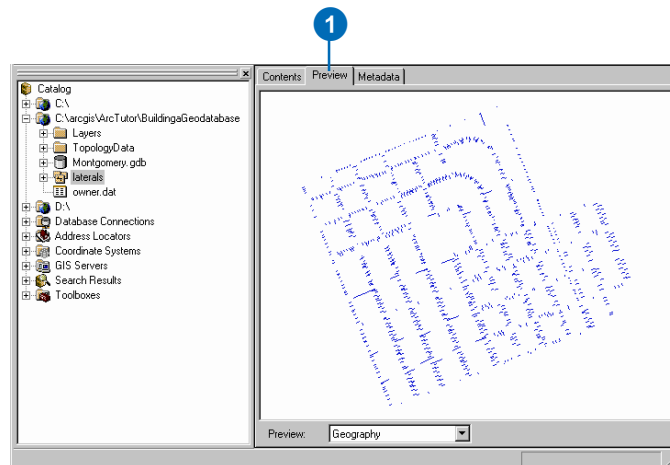 1
Contents Preview Metadata
Catalog
C:\
C:\arcgis\ArcTutor\BuildingaGeodatabase
Layers
TopologyData
Montgomery.gdb
laterals
owner.dat
D:\
Database Connections
Address Locators
Coordinate Systems
GIS Servers
Search Results
Toolboxes
Preview: Geography